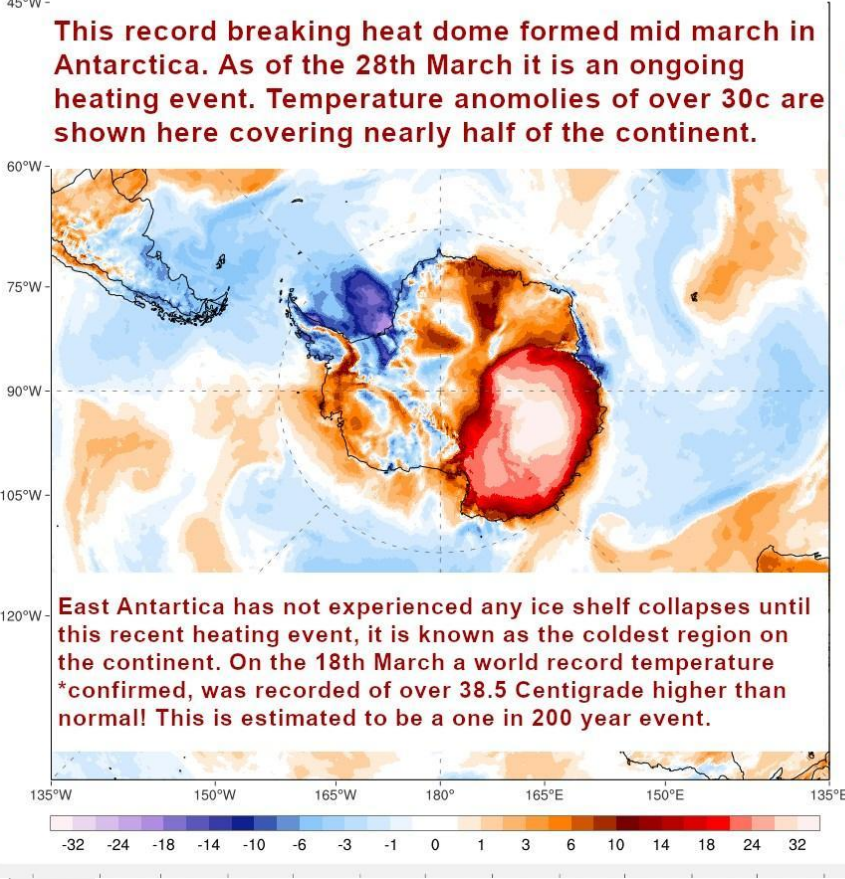 45°W
This record breaking heat dome formed mid march in
Antarctica. As of the 28th March it is an ongoing
heating event. Temperature anomolies of over 30c are
shown here covering nearly half of the continent.
60°W
75°W
90°W
105°W
120°W
East Antartica has not experienced any ice shelf collapses until
this recent heating event, it is known as the coldest region on
the continent. On the 18th March a world record temperature
*confirmed, was recorded of over 38.5 Centigrade higher than
normal! This is estimated to be a one in 200 year event.
135°W 150°W 165°W 180° 165°E 150°E 135°E
-32 -24 -18 -14 -10 -6 -3 -1 0 1 3 6 10 14 18 24 32